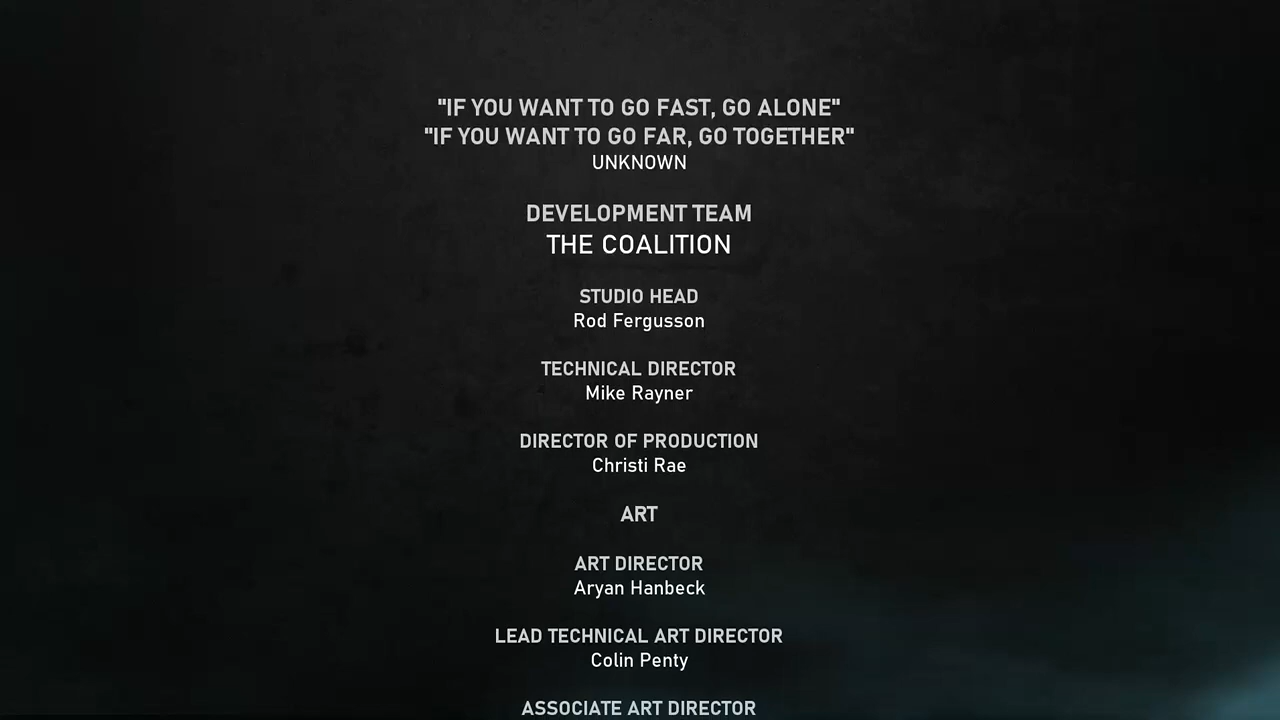 "IF YOU WANT TO GO FAST, GO ALONE"
"IF YOU WANT TO GO FAR, GO TOGETHER"
UNKNOWN
DEVELOPMENT TEAM
THE COALITION
STUDIO HEAD
Rod Fergusson
TECHNICAL DIRECTOR
Mike Rayner
DIRECTOR OF PRODUCTION
Christi Rae
ART
ART DIRECTOR
Aryan Hanbeck
LEAD TECHNICAL ART DIRECTOR
Colin Penty
ASSOCIATE ART DIRECTOR